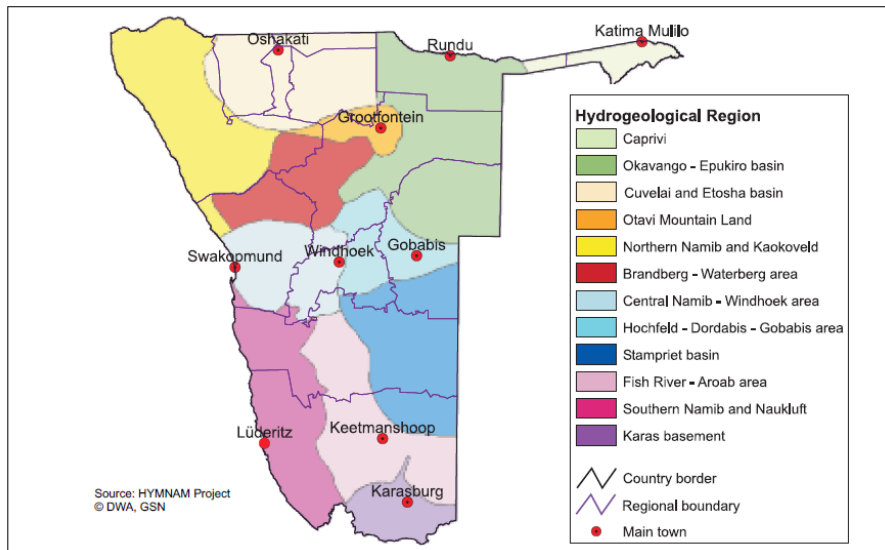 Oshakati
Rundu
Katima Mulilo
Grootfontein
Swakopmund
Windhoek
Gobabis
Lüderitz
Keetmanshoop
Karasburg
Source: HYMNAM Project
© DWA, GSN
Hydrogeological Region
Caprivi
Okavango - Epukiro basin
Cuvelai and Etosha basin
Otavi Mountain Land
Northern Namib and Kaokoveld
Brandberg - Waterberg area
Central Namib - Windhoek area
Hochfeld - Dordabis - Gobabis area
Stampriet basin
Fish River - Aroab area
Southern Namib and Naukluft
Karas basement
Country border
Regional boundary
Main town